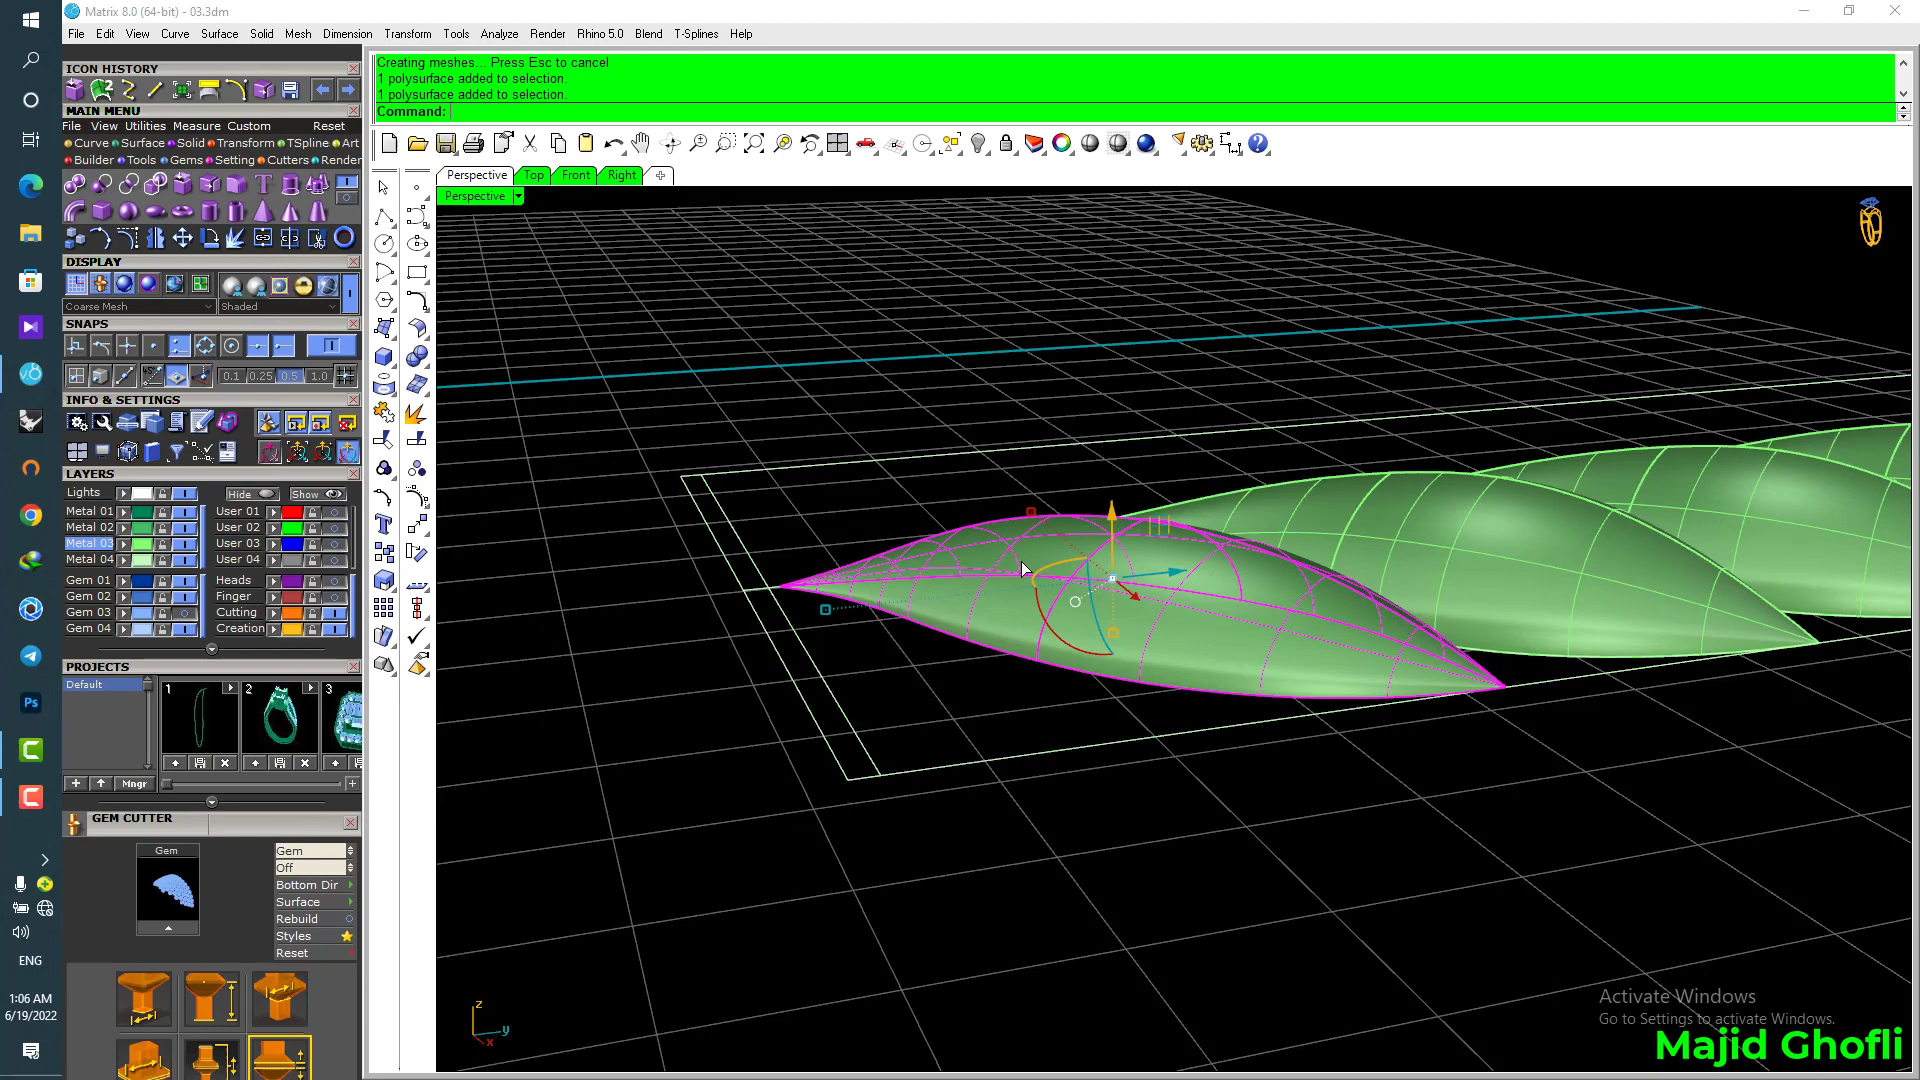 Matrix 8.0 (64-bit) - 03.3dm
File Edit View Curve Surface Solid Mesh Dimension Transform Tools Analyze Render Rhino 5.0 Blend T-Splines Help
Creating meshes... Press Esc to cancel
1 polysurface added to selection.
1 polysurface added to selection.
Command:
ICON HISTORY
MAIN MENU
File View Utilities Measure Custom Reset
Curve Surface Solid Transform TSpline Art
Builder Tools Gems Setting Cutters Render
DISPLAY
Coarse Mesh Shaded
SNAPS
0.1 0.25 0.5 1.0
INFO & SETTINGS
LAYERS
Lights Hide Show
Metal 01 User 01
Metal 02 User 02
Metal 03 User 03
Metal 04 User 04
Gem 01 Heads
Gem 02 Finger
Gem 03 Cutting
Gem 04 Creation
PROJECTS
Default
1 2 3
Mngr
GEM CUTTER
Gem
Gem
Off
Bottom Dir
Surface
Rebuild
Styles
Reset
Perspective Top Front Right
Perspective
z
y
x
Ps
ENG
1:06 AM
6/19/2022
Activate Windows
Go to Settings to activate Windows.
Majid Ghofli